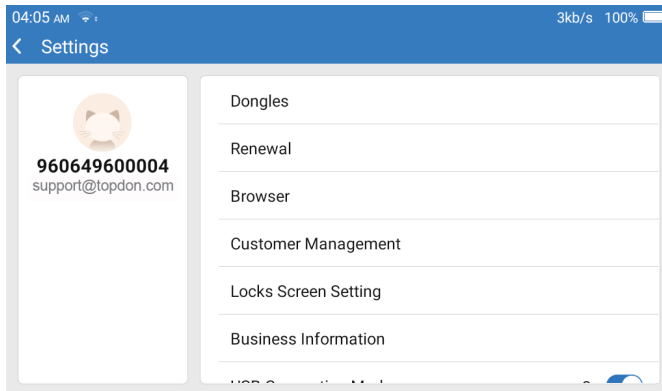 04:05 AM
3kb/s 100%
Settings
960649600004
support@topdon.com
Dongles
Renewal
Browser
Customer Management
Locks Screen Setting
Business Information